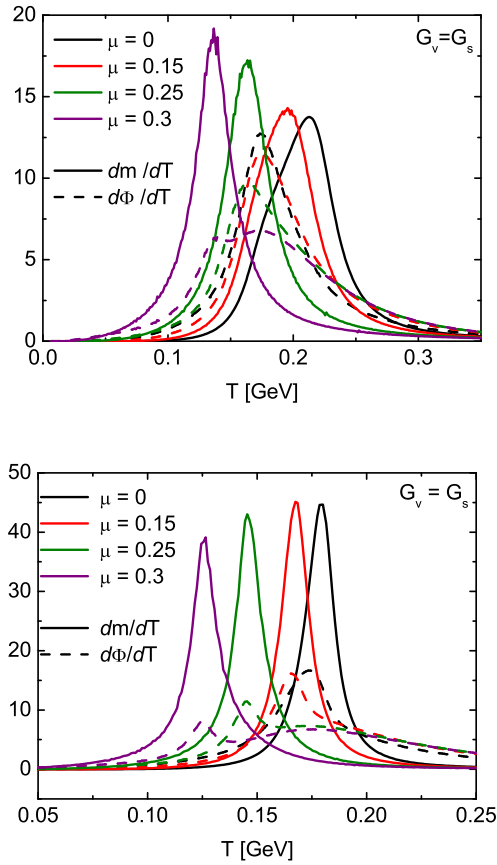 20
15
10
5
0
μ = 0
μ = 0.15
μ = 0.25
μ = 0.3
dm /dT
dΦ /dT
G_v=G_s
0.0 0.1 0.2 0.3
T [GeV]
50
40
30
20
10
0
μ = 0
μ = 0.15
μ = 0.25
μ = 0.3
dm/dT
dΦ/dT
G_v = G_s
0.05 0.10 0.15 0.20 0.25
T [GeV]